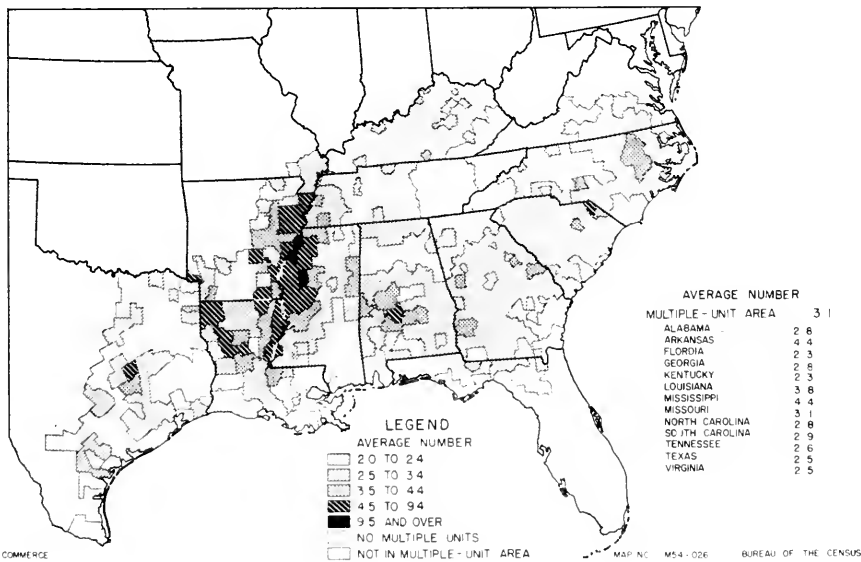 AVERAGE NUMBER
MULTIPLE-UNIT AREA 3 1
ALABAMA 2 8
ARKANSAS 4 4
FLORDIA 2 3
GEORGIA 2 8
KENTUCKY 2 3
LOUISIANA 3 8
MISSISSIPPI 4 4
MISSOURI 3 1
NORTH CAROLINA 2 8
SOUTH CAROLINA 2 9
TENNESSEE 2 6
TEXAS 2 5
VIRGINIA 2 5
LEGEND
AVERAGE NUMBER
2 0 TO 2 4
2 5 TO 3 4
3 5 TO 4 4
4 5 TO 9 4
9 5 AND OVER
NO MULTIPLE UNITS
NOT IN MULTIPLE-UNIT AREA
COMMERCE
MAP NC M54-026
BUREAU OF THE CENSUS